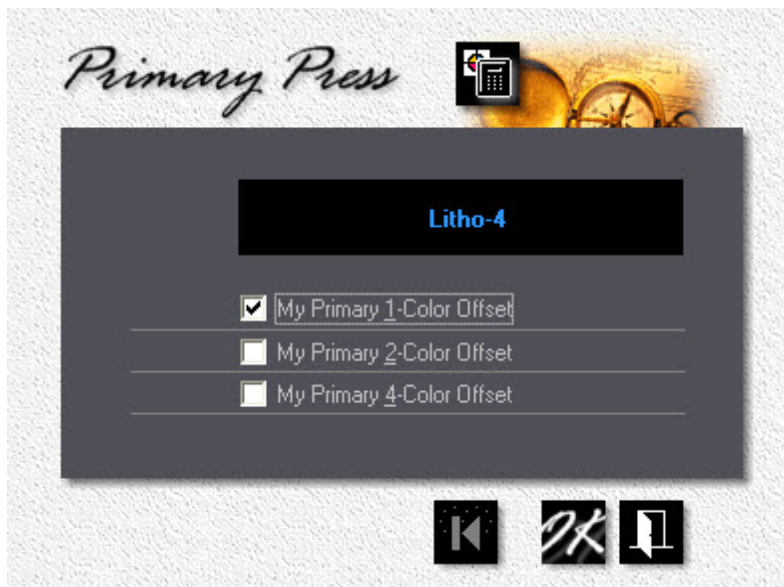 Primary Press
Litho-4
My Primary 1-Color Offset
My Primary 2-Color Offset
My Primary 4-Color Offset
OK